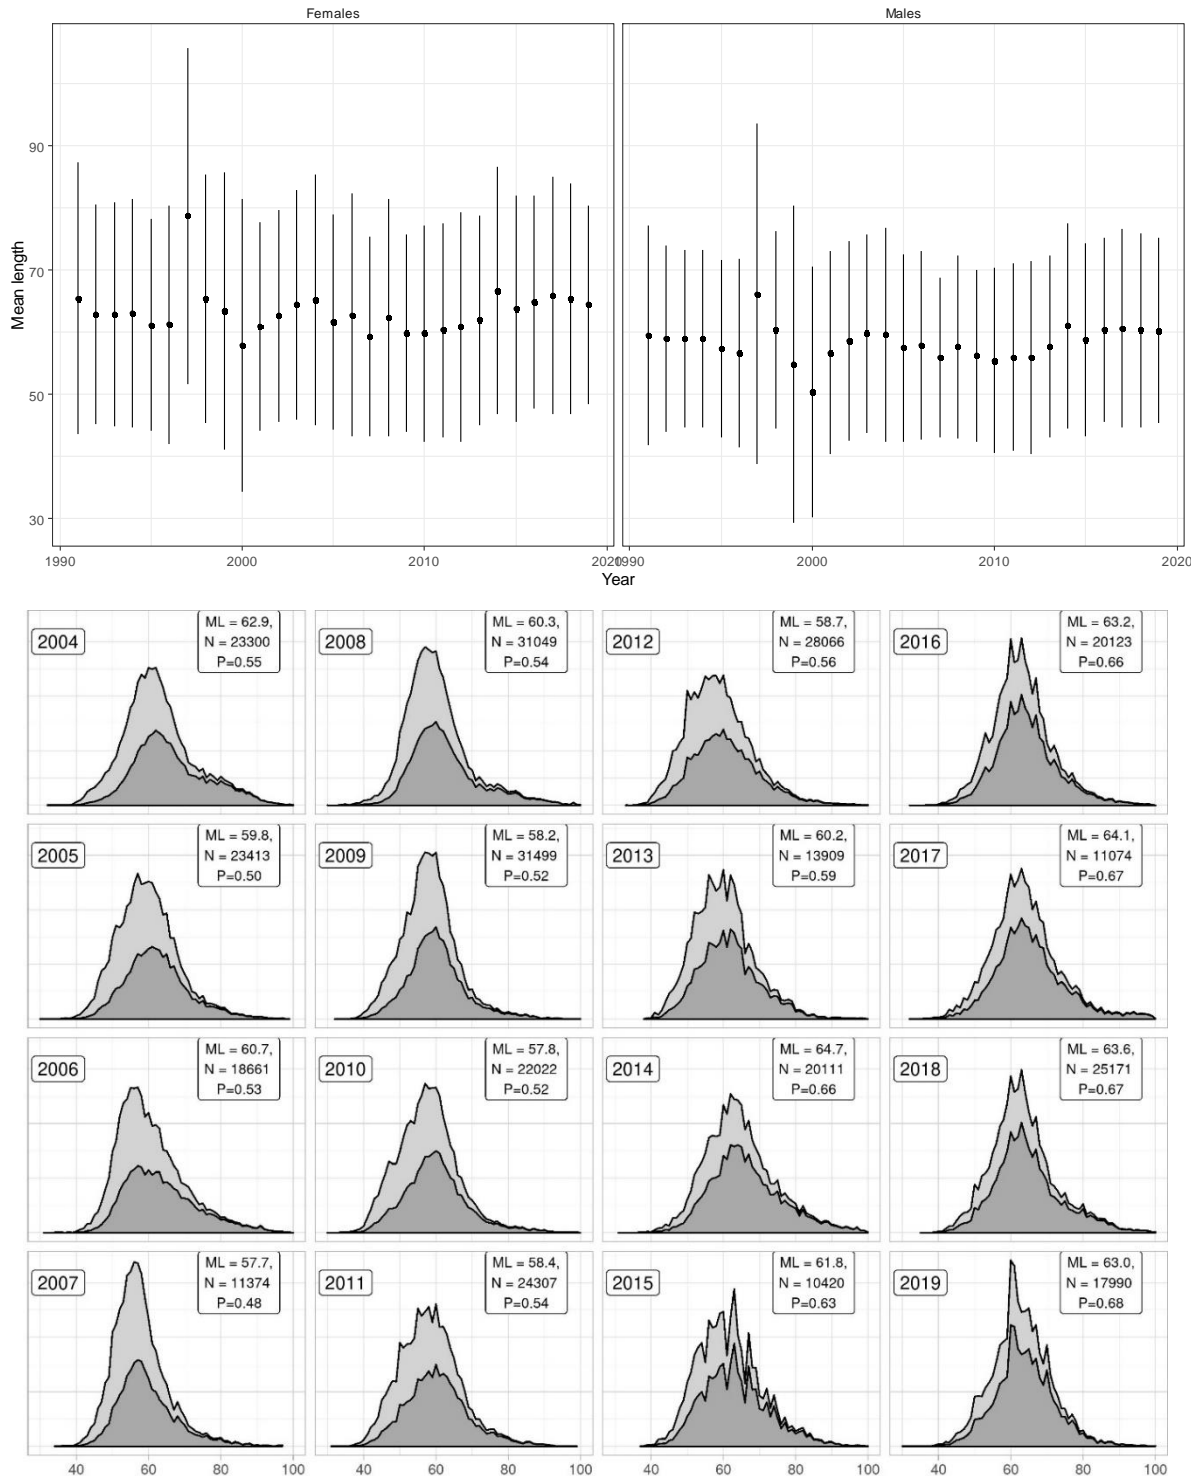 Females
Males
Mean length
90
70
50
30
1990
2000
2010
2020
1990
2000
2010
2020
Year
2004
ML = 62.9,
N = 23300
P=0.55
2008
ML = 60.3,
N = 31049
P=0.54
2012
ML = 58.7,
N = 28066
P=0.56
2016
ML = 63.2,
N = 20123
P=0.66
2005
ML = 59.8,
N = 23413
P=0.50
2009
ML = 58.2,
N = 31499
P=0.52
2013
ML = 60.2,
N = 13909
P=0.59
2017
ML = 64.1,
N = 11074
P=0.67
2006
ML = 60.7,
N = 18661
P=0.53
2010
ML = 57.8,
N = 22022
P=0.52
2014
ML = 64.7,
N = 20111
P=0.66
2018
ML = 63.6,
N = 25171
P=0.67
2007
ML = 57.7,
N = 11374
P=0.48
2011
ML = 58.4,
N = 24307
P=0.54
2015
ML = 61.8,
N = 10420
P=0.63
2019
ML = 63.0,
N = 17990
P=0.68
40 60 80 100
40 60 80 100
40 60 80 100
40 60 80 100